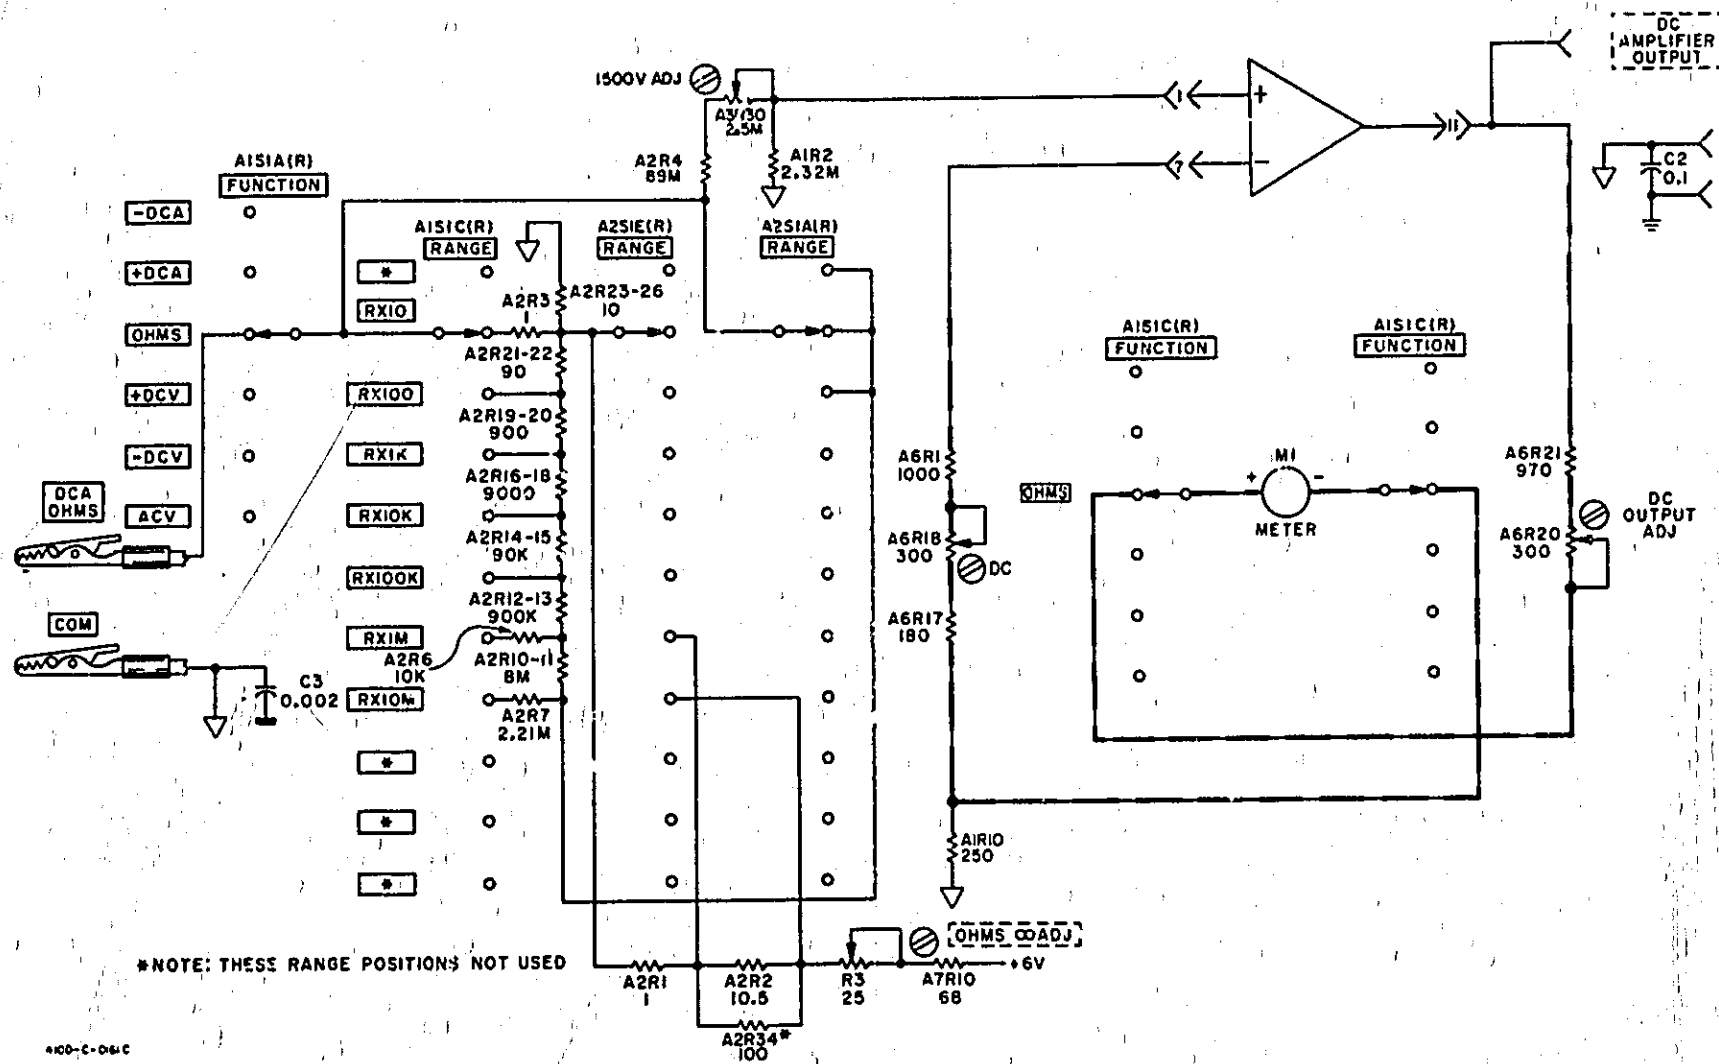 DC
AMPLIFIER
OUTPUT
1500V ADJ
2.5M
+
1
11
A2R4
89M
A1R2
2.32M
-
7
C2
0.1
A1S1A(R)
FUNCTION
-DCA
+DCA
OHMS
+DCV
-DCV
ACV
A1S1C(R)
RANGE
A2S1E(R)
RANGE
A2S1A(R)
RANGE
*
RX10
RX100
RX1K
RX10K
RX100K
RX1M
RX10M
*
*
*
A2R3
1
A2R23-26
10
A2R21-22
90
A2R19-20
900
A2R16-18
9000
A2R14-15
90K
A2R12-13
900K
A2R6
10K
A2R10-11
8M
A2R7
2.21M
DCA
OHMS
COM
C3
0.002
A6R1
1000
A6R18
300
DC
A6R17
180
A1R10
250
A1S1C(R)
FUNCTION
A1S1C(R)
FUNCTION
OHMS
+
M1
-
METER
A6R21
970
A6R20
300
DC
OUTPUT
ADJ
OHMS ∞ ADJ
*NOTE: THESE RANGE POSITIONS NOT USED
A2R1
1
A2R2
10.5
R3
25
A7R10
68
+6V
A2R34*
100
4100-C-0161C